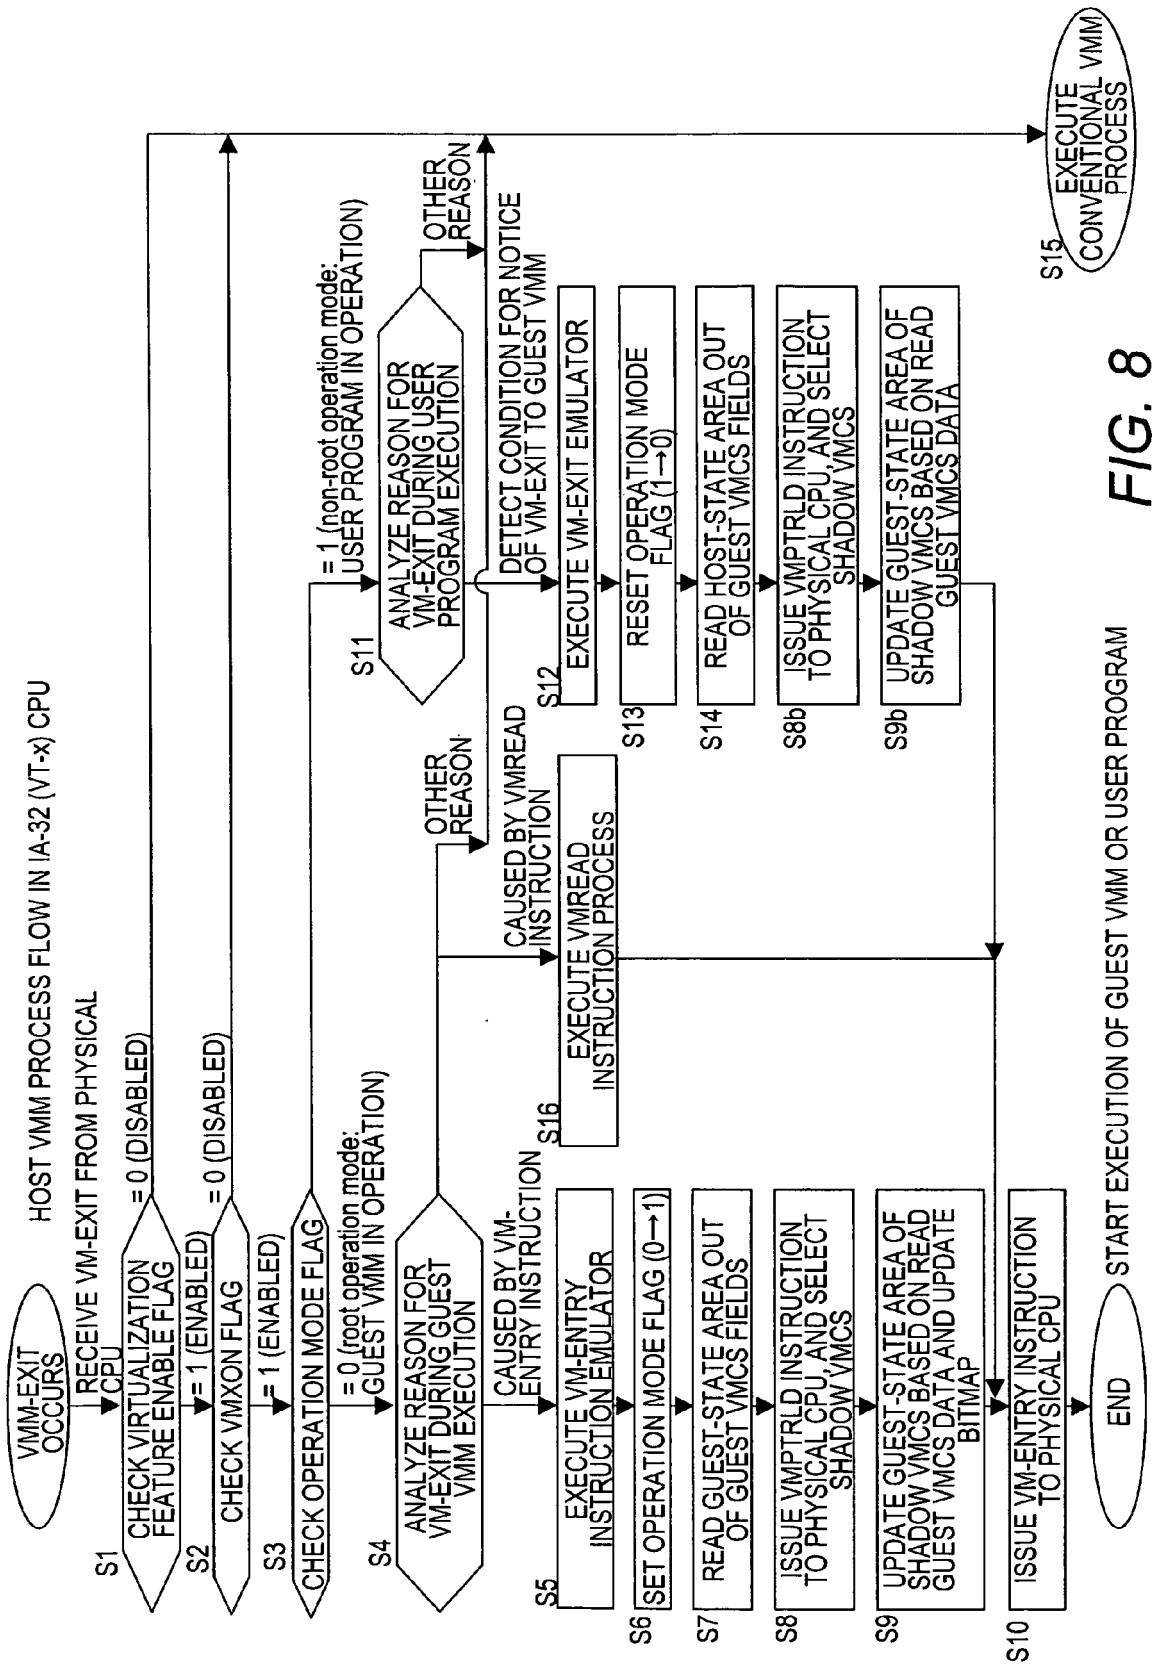 HOST VMM PROCESS FLOW IN IA-32 (VT-x) CPU
VMM-EXIT
OCCURS
RECEIVE VM-EXIT FROM PHYSICAL
CPU
S1
CHECK VIRTUALIZATION
FEATURE ENABLE FLAG
= 0 (DISABLED)
= 1 (ENABLED)
S2
CHECK VMXON FLAG
= 0 (DISABLED)
= 1 (ENABLED)
S3
CHECK OPERATION MODE FLAG
= 0 (root operation mode:
GUEST VMM IN OPERATION)
= 1 (non-root operation mode:
USER PROGRAM IN OPERATION)
S4
ANALYZE REASON FOR
VM-EXIT DURING GUEST
VMM EXECUTION
OTHER
REASON
CAUSED BY VMREAD
INSTRUCTION
CAUSED BY VM-
ENTRY INSTRUCTION
S11
ANALYZE REASON FOR
VM-EXIT DURING USER
PROGRAM EXECUTION
OTHER
REASON
DETECT CONDITION FOR NOTICE
OF VM-EXIT TO GUEST VMM
S5
EXECUTE VM-ENTRY
INSTRUCTION EMULATOR
S6
SET OPERATION MODE FLAG (0→1)
S7
READ GUEST-STATE AREA OUT
OF GUEST VMCS FIELDS
S8
ISSUE VMPTRLD INSTRUCTION
TO PHYSICAL CPU, AND SELECT
SHADOW VMCS
S9
UPDATE GUEST-STATE AREA OF
SHADOW VMCS BASED ON READ
GUEST VMCS DATA AND UPDATE
BITMAP
S10
ISSUE VM-ENTRY INSTRUCTION
TO PHYSICAL CPU
END
START EXECUTION OF GUEST VMM OR USER PROGRAM
S16
EXECUTE VMREAD
INSTRUCTION PROCESS
S12
EXECUTE VM-EXIT EMULATOR
S13
RESET OPERATION MODE
FLAG (1→0)
S14
READ HOST-STATE AREA OUT
OF GUEST VMCS FIELDS
S8b
ISSUE VMPTRLD INSTRUCTION
TO PHYSICAL CPU, AND SELECT
SHADOW VMCS
S9b
UPDATE GUEST-STATE AREA OF
SHADOW VMCS BASED ON READ
GUEST VMCS DATA
S15
EXECUTE
CONVENTIONAL VMM
PROCESS
FIG. 8